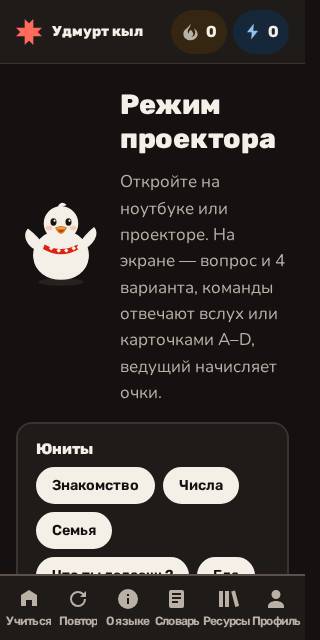 Удмурт кыл
0
0
Режим
проектора
Откройте на
ноутбуке или
проекторе. На
экране — вопрос и 4
варианта, команды
отвечают вслух или
карточками A–D,
ведущий начисляет
очки.
Юниты
Знакомство
Числа
Семья
Учиться
Повтор
О языке
Словарь
Ресурсы
Профиль